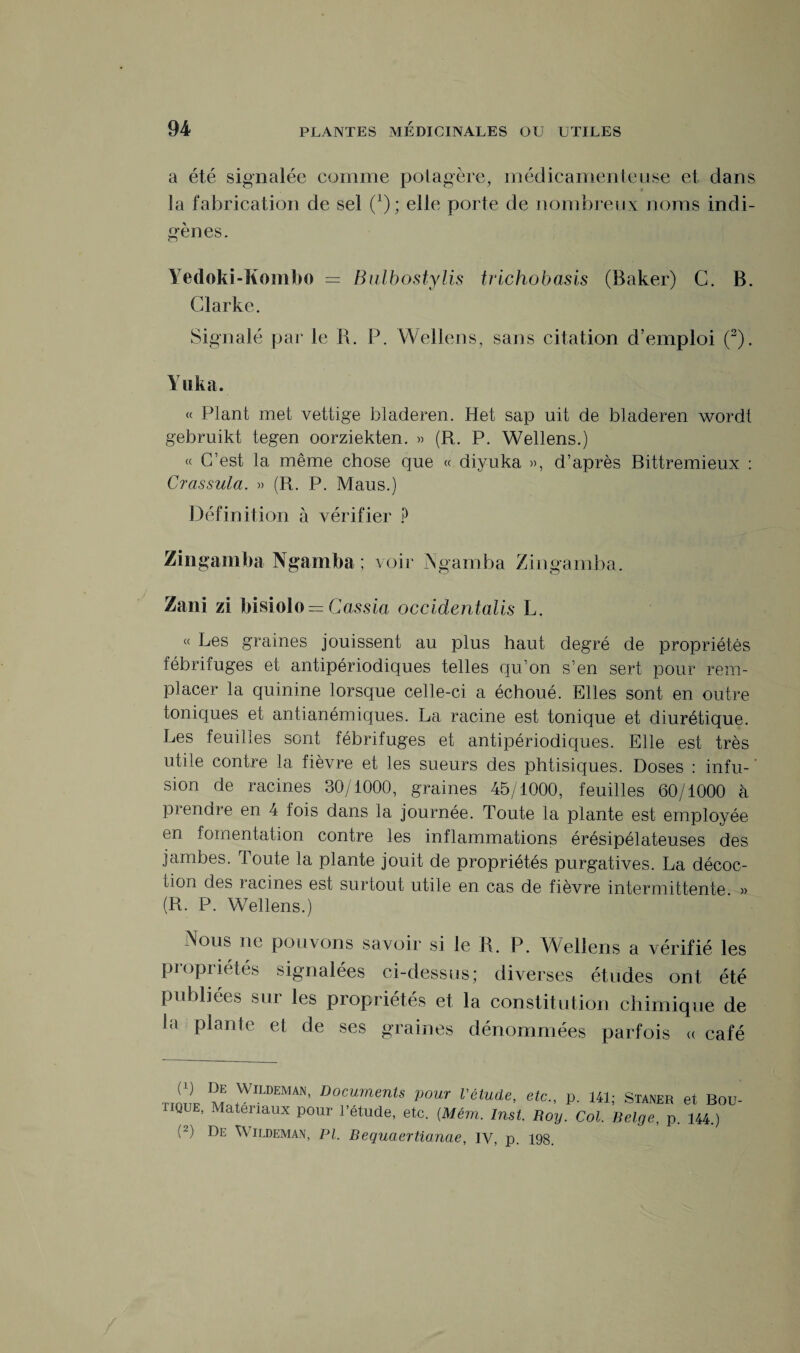 94 PLANTES MÉDICINALES OU UTILES
a été signalée comme potagère, médicamenteuse et dans
la fabrication de sel (¹); elle porte de nombreux noms indi-
gènes.
Yedoki-Kombo = Bulbostylis trichobasis (Baker) C. B.
Clarke.
Signalé par le R. P. Wellens, sans citation d'emploi (²).
Yuka.
« Plant met vettige bladeren. Het sap uit de bladeren wordt
gebruikt tegen oorziekten. » (R. P. Wellens.)
« C'est la même chose que « diyuka », d'après Bittremieux :
Crassula. » (R. P. Maus.)
Définition à vérifier ?
Zingamba Ngamba; voir Ngamba Zingamba.
Zani zi bisiolo = Cassia occidentalis L.
« Les graines jouissent au plus haut degré de propriétés
fébrifuges et antipériodiques telles qu'on s'en sert pour rem-
placer la quinine lorsque celle-ci a échoué. Elles sont en outre
toniques et antianémiques. La racine est tonique et diurétique.
Les feuilles sont fébrifuges et antipériodiques. Elle est très
utile contre la fièvre et les sueurs des phtisiques. Doses : infu-
sion de racines 30/1000, graines 45/1000, feuilles 60/1000 à
prendre en 4 fois dans la journée. Toute la plante est employée
en fomentation contre les inflammations érésipélateuses des
jambes. Toute la plante jouit de propriétés purgatives. La décoc-
tion des racines est surtout utile en cas de fièvre intermittente. »
(R. P. Wellens.)
Nous ne pouvons savoir si le R. P. Wellens a vérifié les
propriétés signalées ci-dessus; diverses études ont été
publiées sur les propriétés et la constitution chimique de
la plante et de ses graines dénommées parfois « café
(¹) De Wildeman, Documents pour l'étude, etc., p. 141; Staner et Bou-
tique, Matériaux pour l'étude, etc. (Mém. Inst. Roy. Col. Belge, p. 144.)
(²) De Wildeman, Pl. Bequaertianae, IV, p. 198.